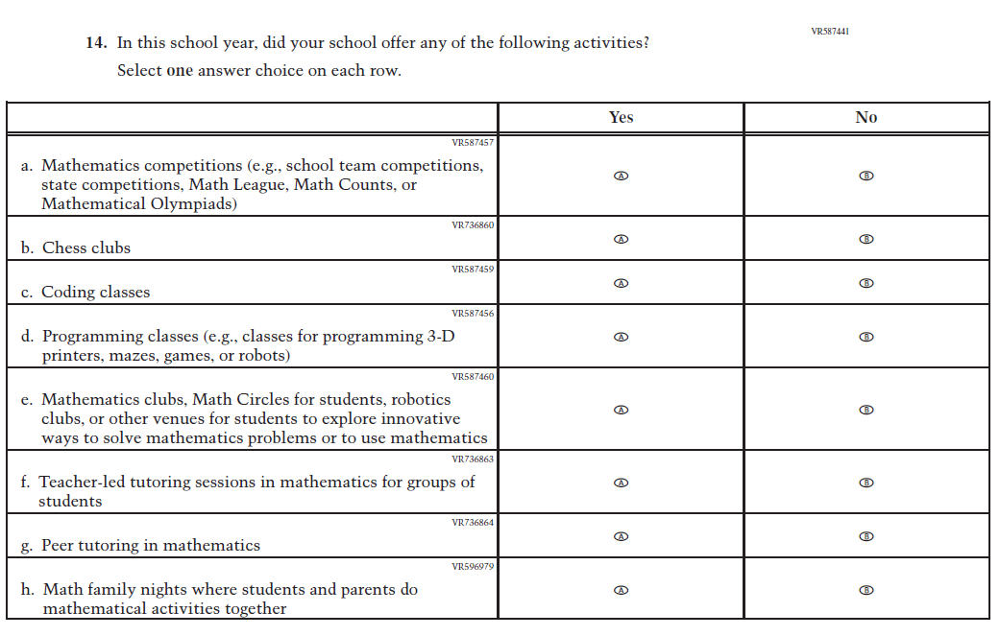 VR587441
14. In this school year, did your school offer any of the following activities?
Select one answer choice on each row.
Yes No
VR587457
a. Mathematics competitions (e.g., school team competitions,
state competitions, Math League, Math Counts, or
Mathematical Olympiads)
A B
VR736860
b. Chess clubs
A B
VR587459
c. Coding classes
A B
VR587456
d. Programming classes (e.g., classes for programming 3-D
printers, mazes, games, or robots)
A B
VR587460
e. Mathematics clubs, Math Circles for students, robotics
clubs, or other venues for students to explore innovative
ways to solve mathematics problems or to use mathematics
A B
VR736863
f. Teacher-led tutoring sessions in mathematics for groups of
students
A B
VR736864
g. Peer tutoring in mathematics
A B
VR596979
h. Math family nights where students and parents do
mathematical activities together
A B